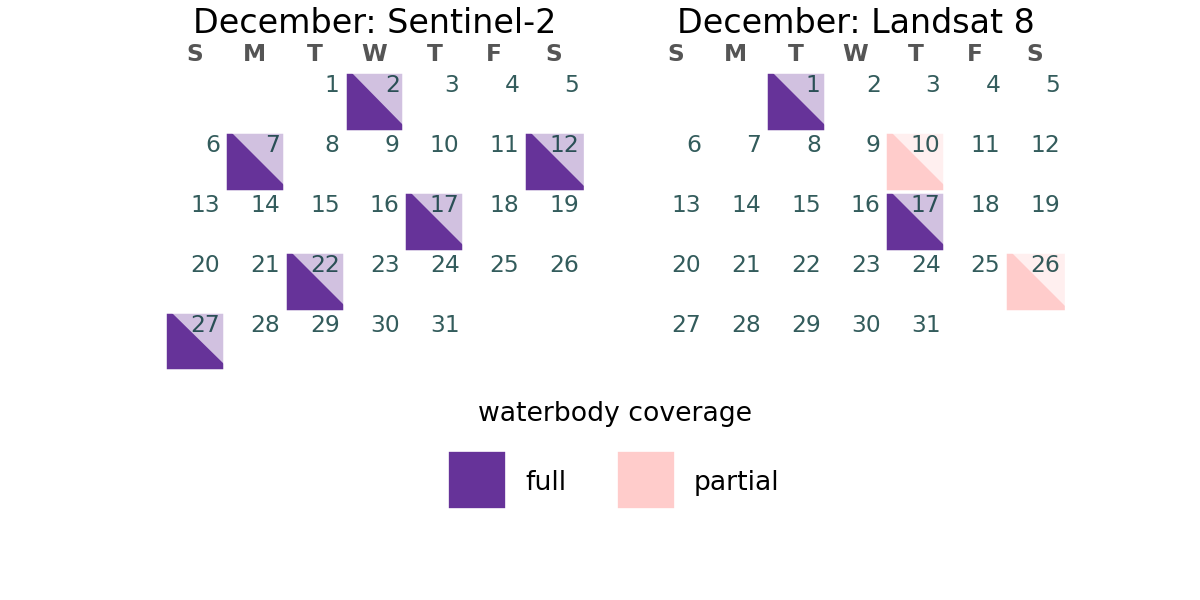 December: Sentinel-2
S M T W T F S
1 2 3 4 5
6 7 8 9 10 11 12
13 14 15 16 17 18 19
20 21 22 23 24 25 26
27 28 29 30 31
December: Landsat 8
S M T W T F S
1 2 3 4 5
6 7 8 9 10 11 12
13 14 15 16 17 18 19
20 21 22 23 24 25 26
27 28 29 30 31
waterbody coverage
full partial